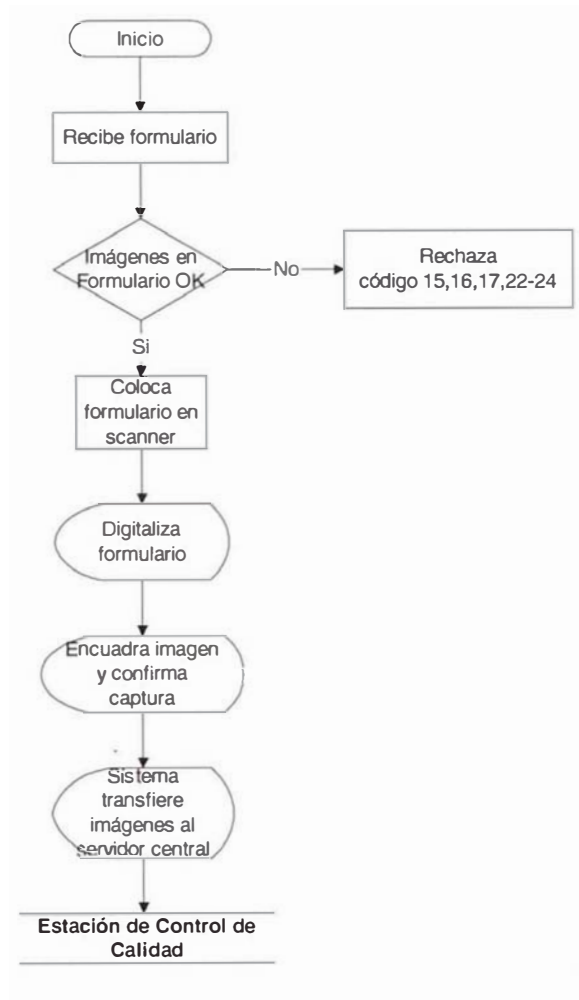 Inicio
Recibe formulario
Imágenes en
Formulario OK
No
Rechaza
código 15,16,17,22-24
Si
Coloca
formulario en
scanner
Digitaliza
formulario
Encuadra imagen
y confirma
captura
Sistema
transfiere
imágenes al
servidor central
Estación de Control de
Calidad